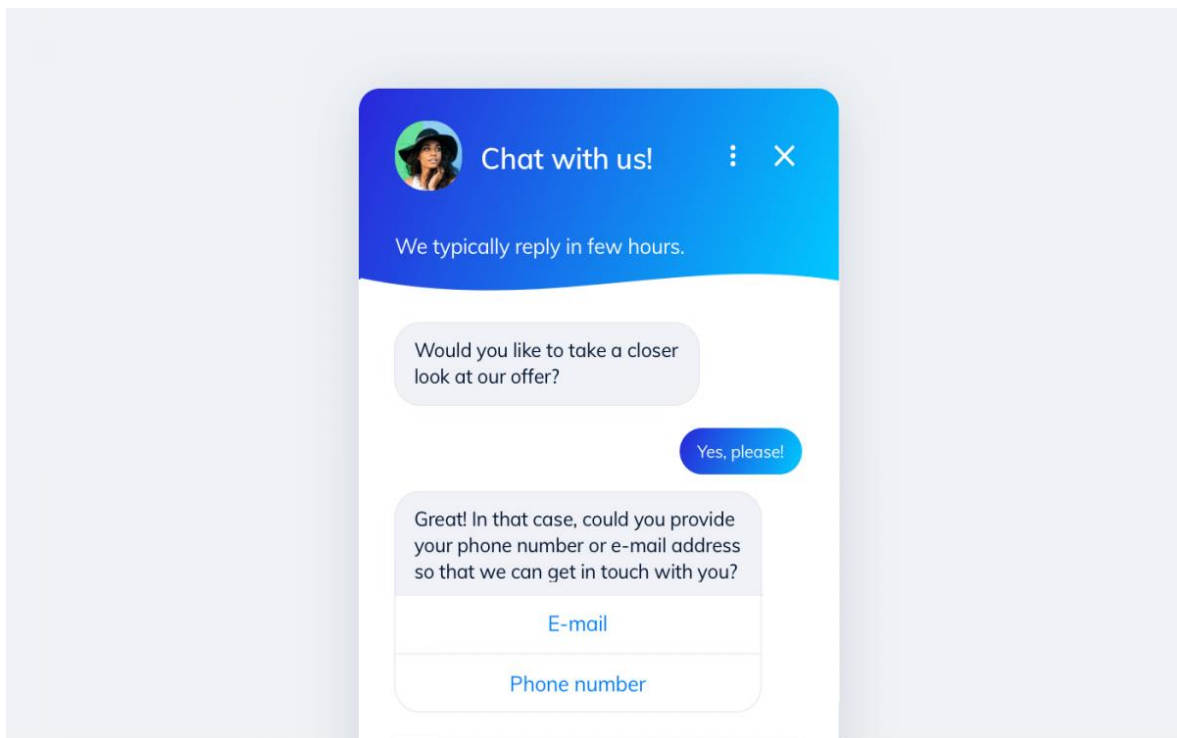 Chat with us!
We typically reply in few hours.
Would you like to take a closer
look at our offer?
Yes, please!
Great! In that case, could you provide
your phone number or e-mail address
so that we can get in touch with you?
E-mail
Phone number